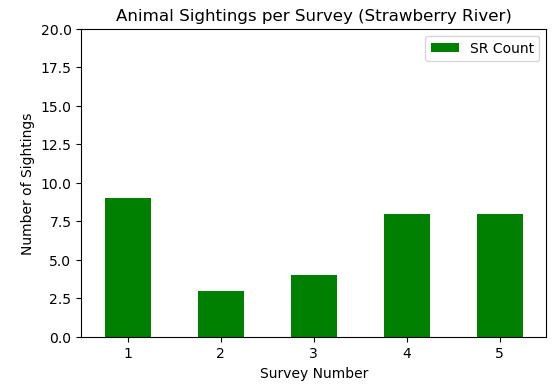 Animal Sightings per Survey (Strawberry River)
20.0
17.5
15.0
12.5
10.0
7.5
5.0
2.5
0.0
Number of Sightings
SR Count
1 2 3 4 5
Survey Number